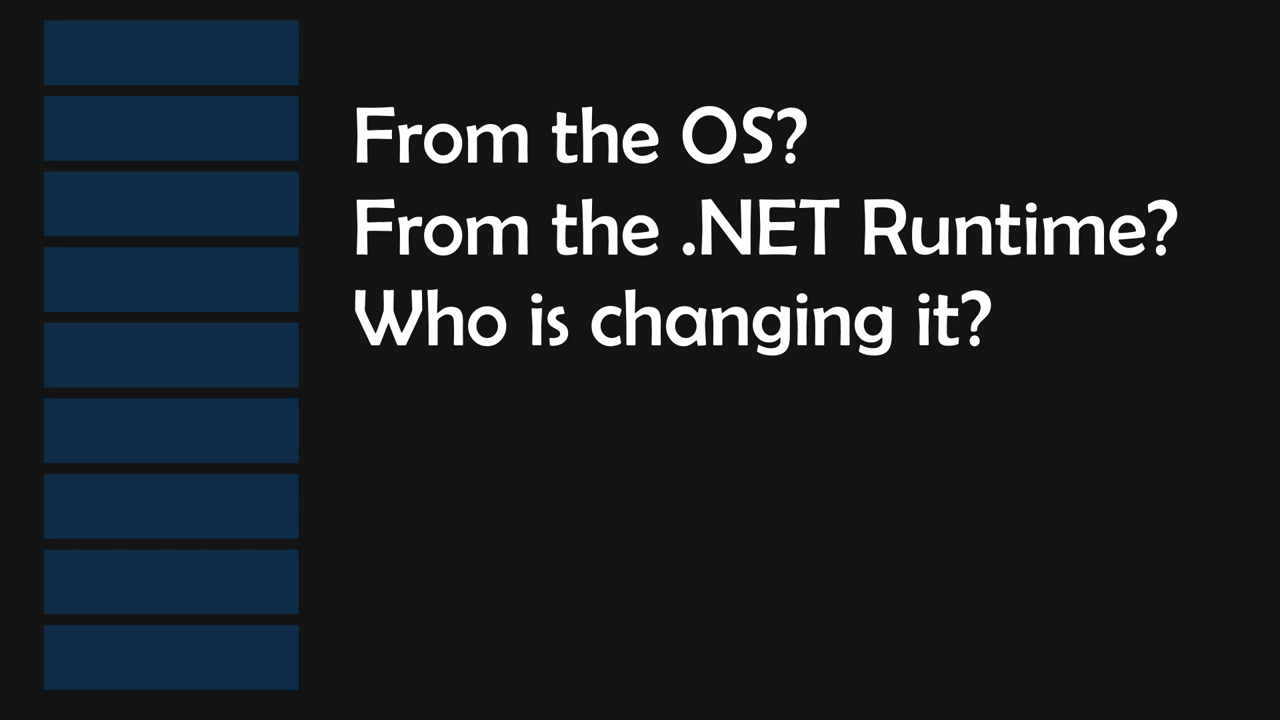 From the OS?
From the .NET Runtime?
Who is changing it?